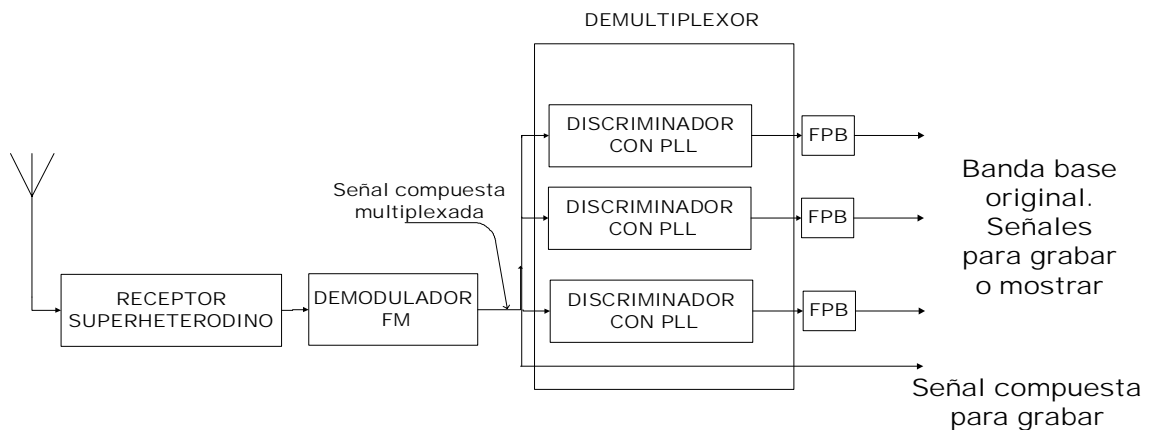 DEMULTIPLEXOR
DISCRIMINADOR
CON PLL
FPB
Señal compuesta
multiplexada
DISCRIMINADOR
CON PLL
FPB
Banda base
original.
Señales
para grabar
o mostrar
RECEPTOR
SUPERHETERODINO
DEMODULADOR
FM
DISCRIMINADOR
CON PLL
FPB
Señal compuesta
para grabar